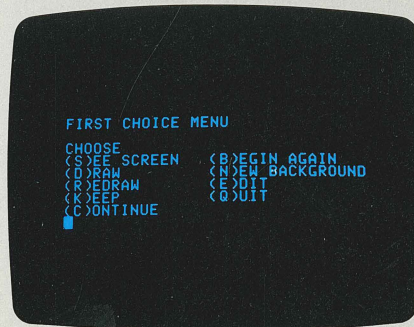 FIRST CHOICE MENU
CHOOSE
(S)EE SCREEN (B)EGIN AGAIN
(D)RAW (N)EW BACKGROUND
(R)EDRAW (E)DIT
(K)EEP (Q)UIT
(C)ONTINUE